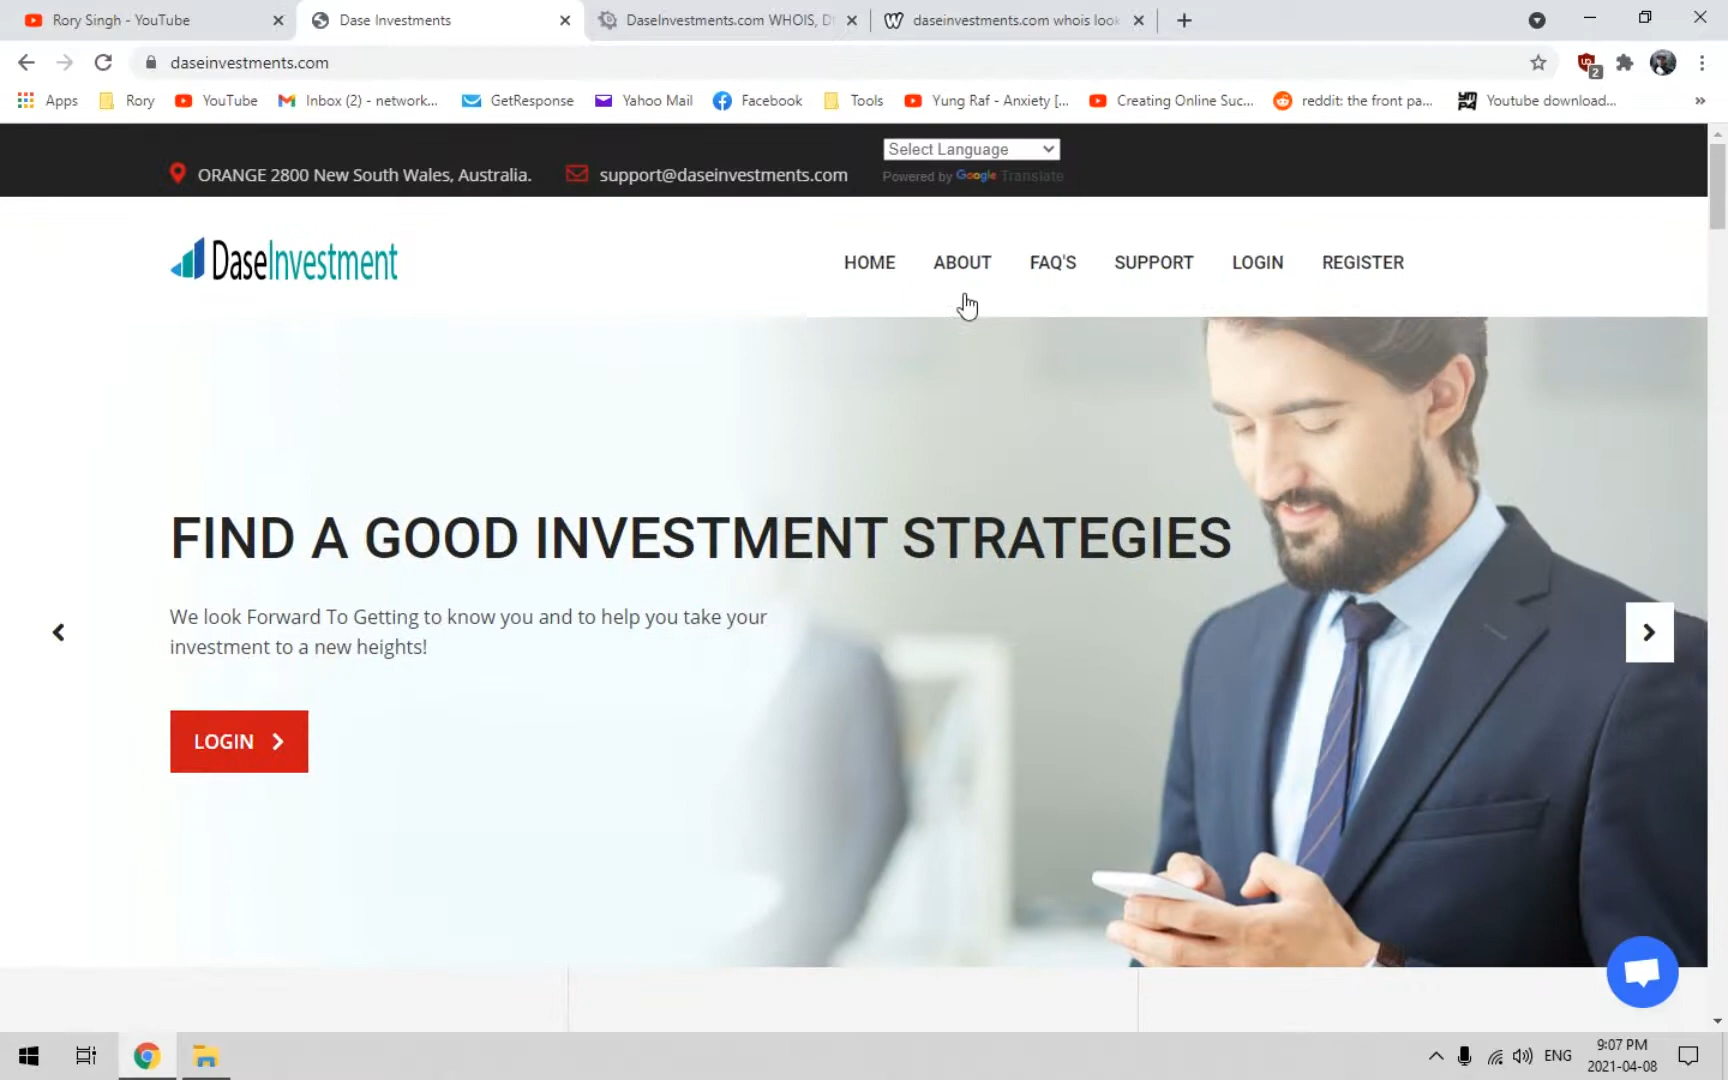 Rory Singh - YouTube
Dase Investments
DaseInvestments.com WHOIS, D
daseinvestments.com whois look
daseinvestments.com
2
Apps
Rory
YouTube
Inbox (2) - network...
GetResponse
Yahoo Mail
Facebook
Tools
Yung Raf - Anxiety [...
Creating Online Suc...
reddit: the front pa...
Youtube download...
ORANGE 2800 New South Wales, Australia.
support@daseinvestments.com
Select Language
Powered by Google Translate
DaseInvestment
HOME
ABOUT
FAQ'S
SUPPORT
LOGIN
REGISTER
FIND A GOOD INVESTMENT STRATEGIES
We look Forward To Getting to know you and to help you take your
investment to a new heights!
LOGIN
ENG
9:07 PM
2021-04-08